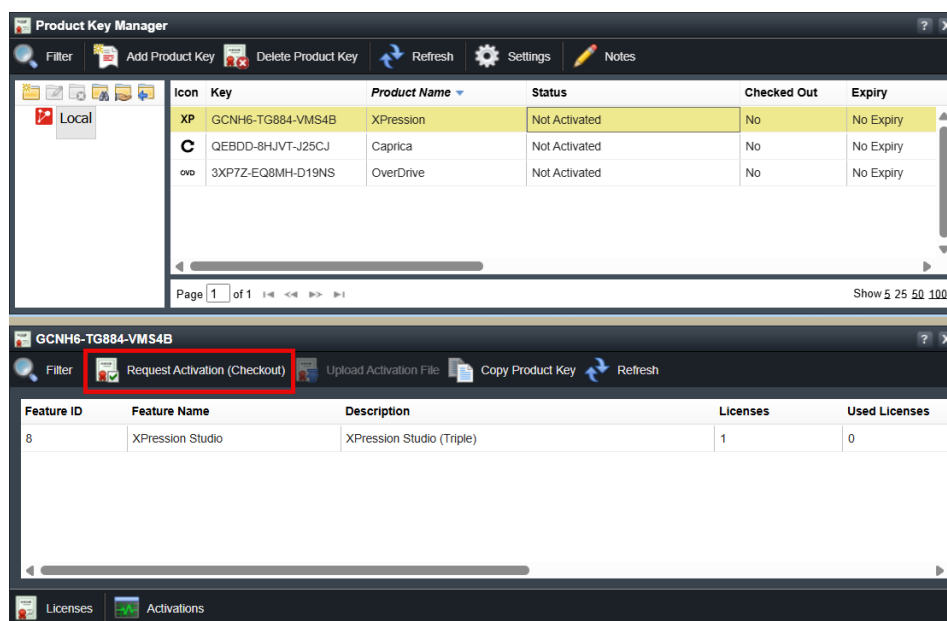 Product Key Manager ? X
Filter Add Product Key Delete Product Key Refresh Settings Notes
Local
Icon Key Product Name Status Checked Out Expiry
XP GCNH6-TG884-VMS4B XPression Not Activated No No Expiry
C QEBDD-8HJVT-J25CJ Caprica Not Activated No No Expiry
OVD 3XP7Z-EQ8MH-D19NS OverDrive Not Activated No No Expiry
Page 1 of 1 Show 5 25 50 100
GCNH6-TG884-VMS4B ? X
Filter Request Activation (Checkout) Upload Activation File Copy Product Key Refresh
Feature ID Feature Name Description Licenses Used Licenses
8 XPression Studio XPression Studio (Triple) 1 0
Licenses Activations